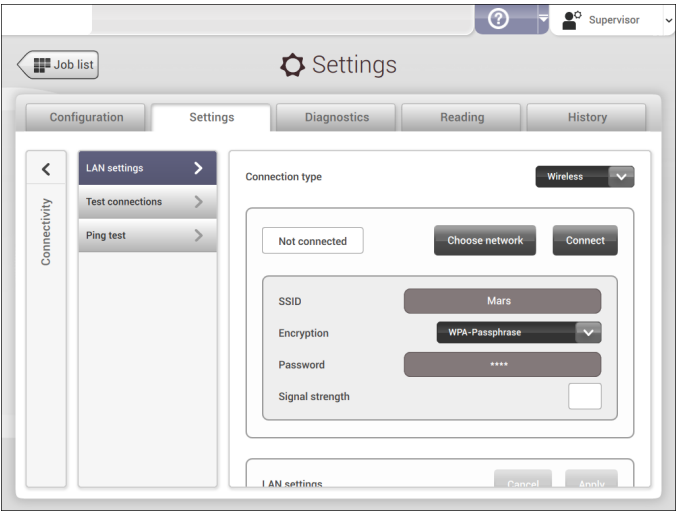 ?
Supervisor
Job list
Settings
Configuration
Settings
Diagnostics
Reading
History
Connectivity
LAN settings
Test connections
Ping test
Connection type
Wireless
Not connected
Choose network
Connect
SSID
Mars
Encryption
WPA-Passphrase
Password
****
Signal strength
LAN settings
Cancel
Apply